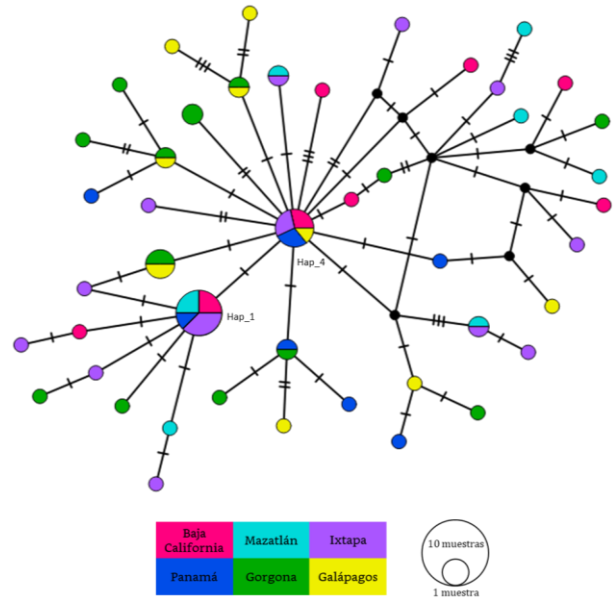 Hap_4
Hap_1
Baja
California
Mazatlán
Ixtapa
Panamá
Gorgona
Galápagos
10 muestras
1 muestra